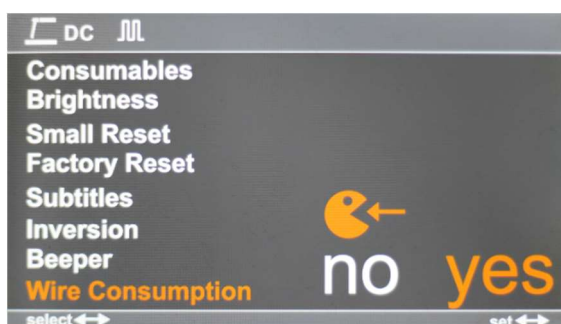 DC
Consumables
Brightness
Small Reset
Factory Reset
Subtitles
Inversion
Beeper
Wire Consumption
no yes
select
set